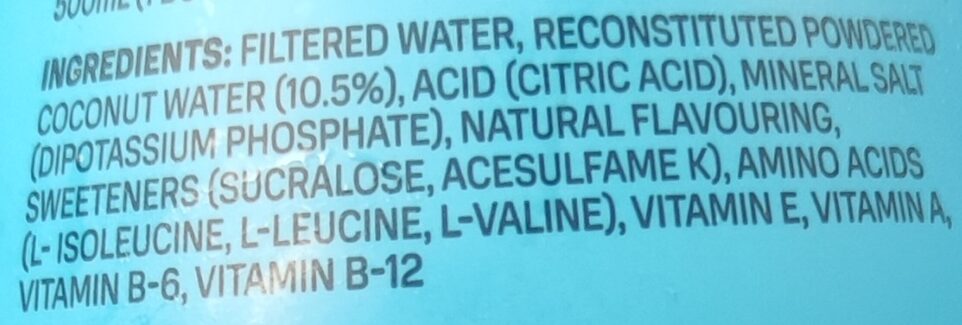 500ML
INGREDIENTS: FILTERED WATER, RECONSTITUTED POWDERED
COCONUT WATER (10.5%), ACID (CITRIC ACID), MINERAL SALT
(DIPOTASSIUM PHOSPHATE), NATURAL FLAVOURING,
SWEETENERS (SUCRALOSE, ACESULFAME K), AMINO ACIDS
(L- ISOLEUCINE, L-LEUCINE, L-VALINE), VITAMIN E, VITAMIN A,
VITAMIN B-6, VITAMIN B-12